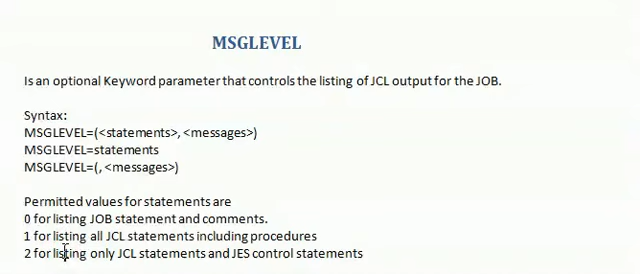 MSGLEVEL
Is an optional Keyword parameter that controls the listing of JCL output for the JOB.
Syntax:
MSGLEVEL=(<statements>, <messages>)
MSGLEVEL=statements
MSGLEVEL=(, <messages>)
Permitted values for statements are
0 for listing JOB statement and comments.
1 for listing all JCL statements including procedures
2 for listing only JCL statements and JES control statements